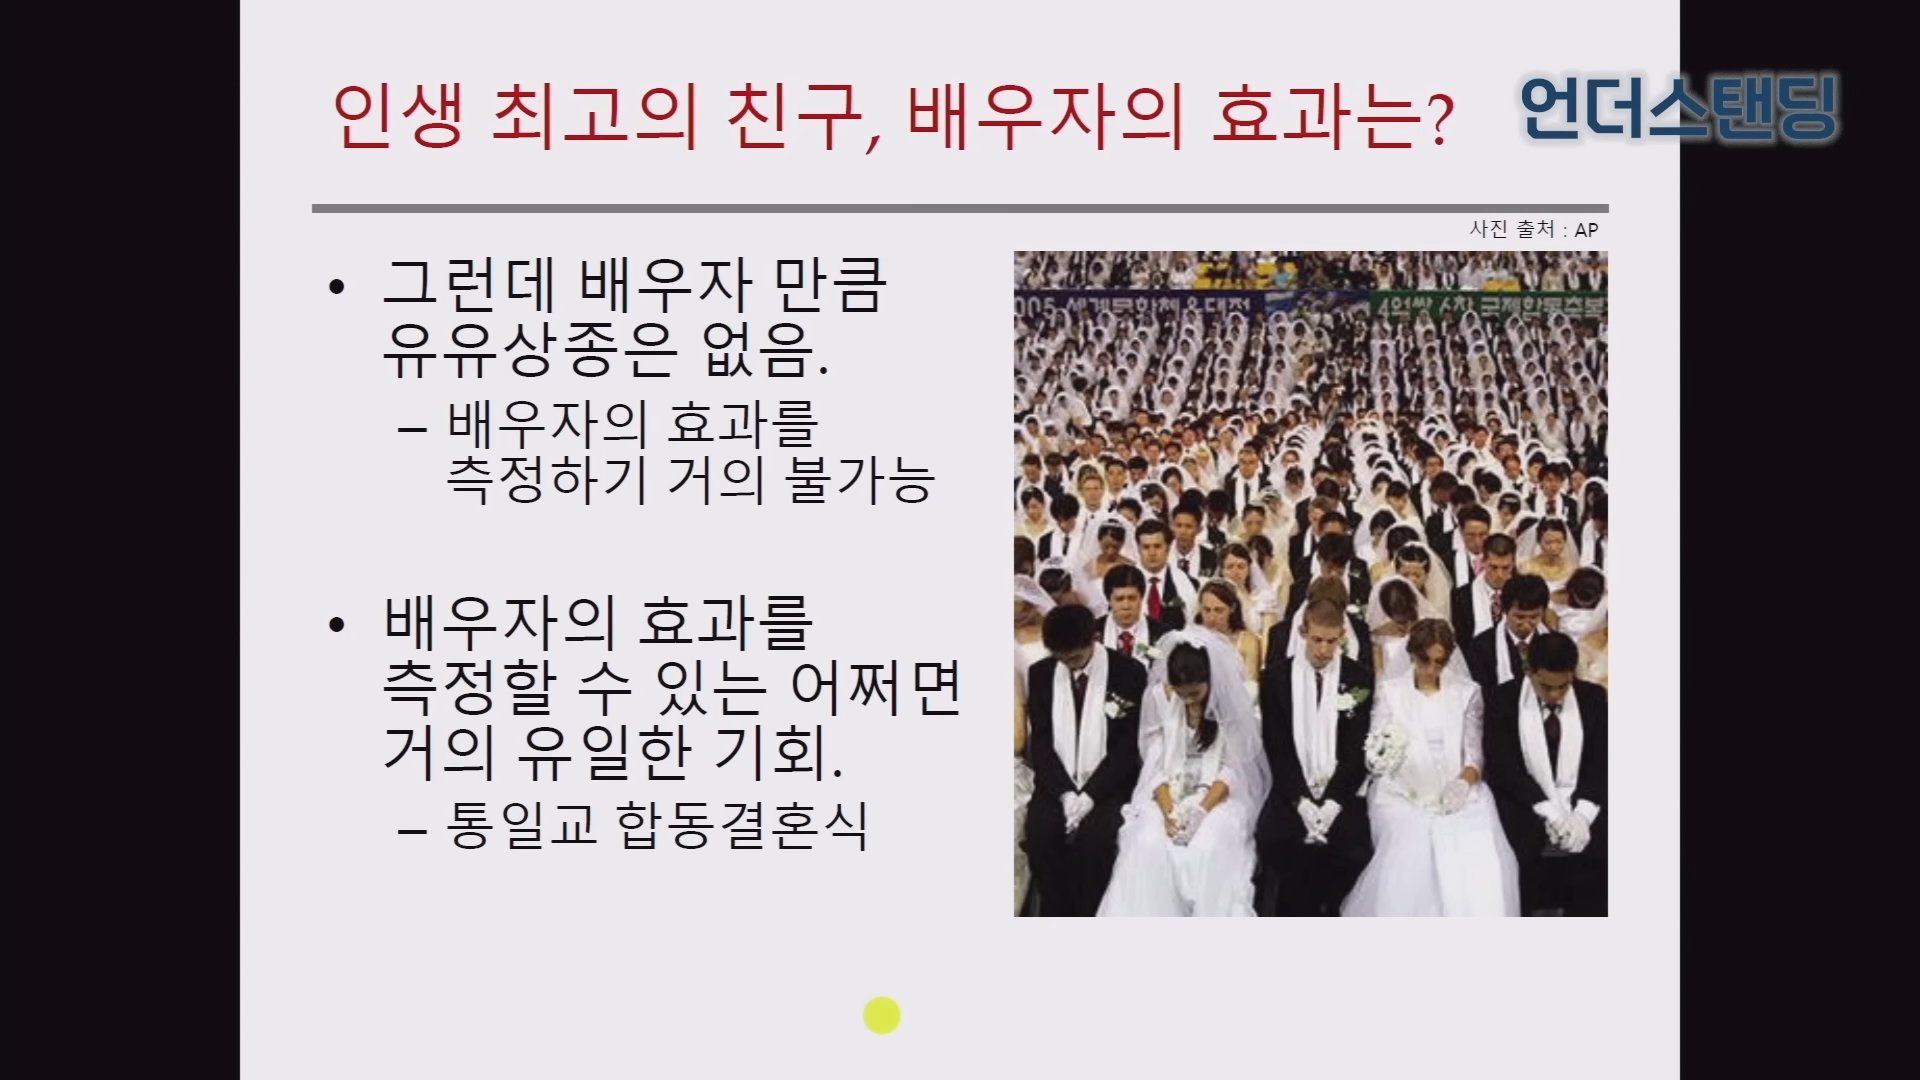 인생 최고의 친구, 배우자의 효과는?
언더스탠딩
사진 출처 : AP
• 그런데 배우자 만큼
유유상종은 없음.
– 배우자의 효과를
측정하기 거의 불가능
• 배우자의 효과를
측정할 수 있는 어쩌면
거의 유일한 기회.
– 통일교 합동결혼식